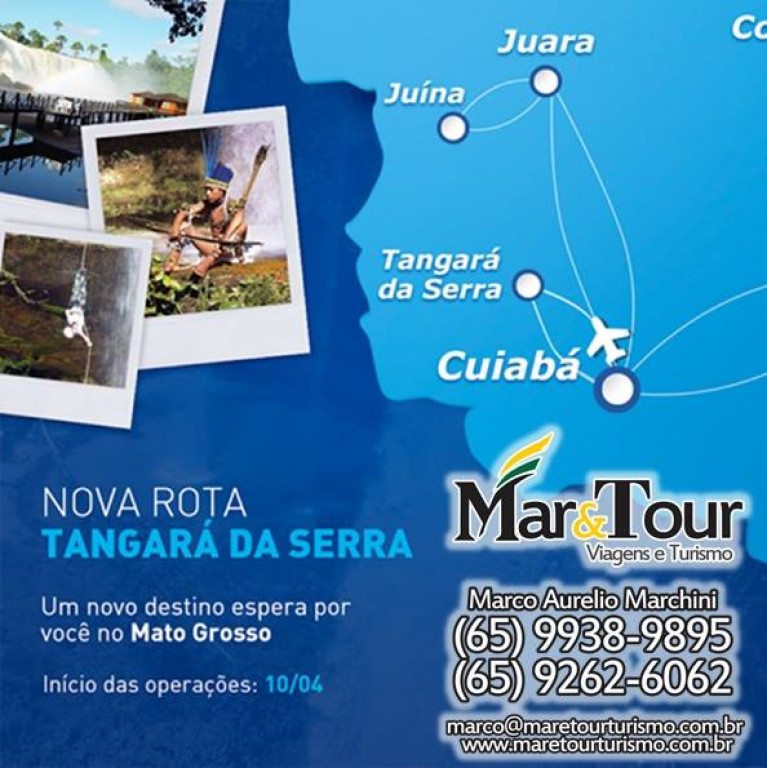 Juara
Co
Juína
Tangará
da Serra
Cuiabá
NOVA ROTA
TANGARÁ DA SERRA
Um novo destino espera por
você no Mato Grosso
Início das operações: 10/04
Mar&Tour
Viagens e Turismo
Marco Aurelio Marchini
(65) 9938-9895
(65) 9262-6062
marco@maretourturismo.com.br
www.maretourturismo.com.br